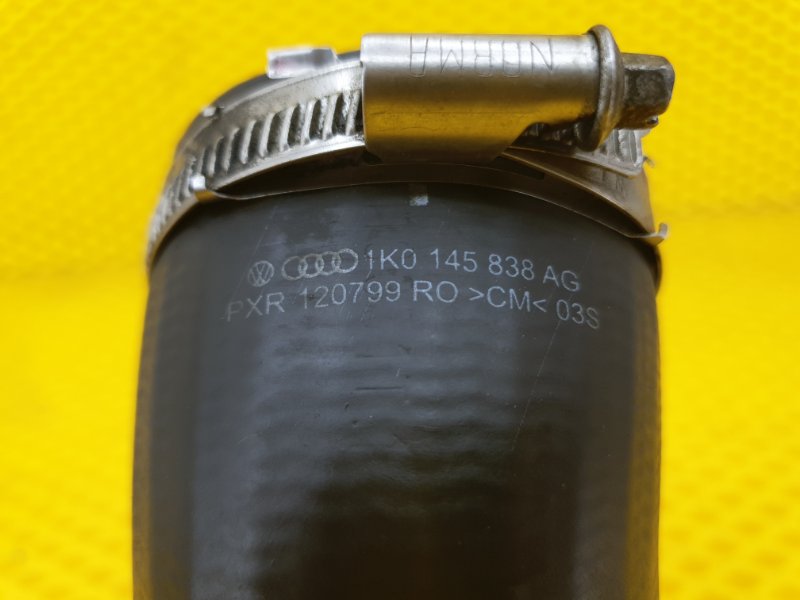 NORMA
1K0 145 838 AG
PXR 120799 RO >CM< 03S